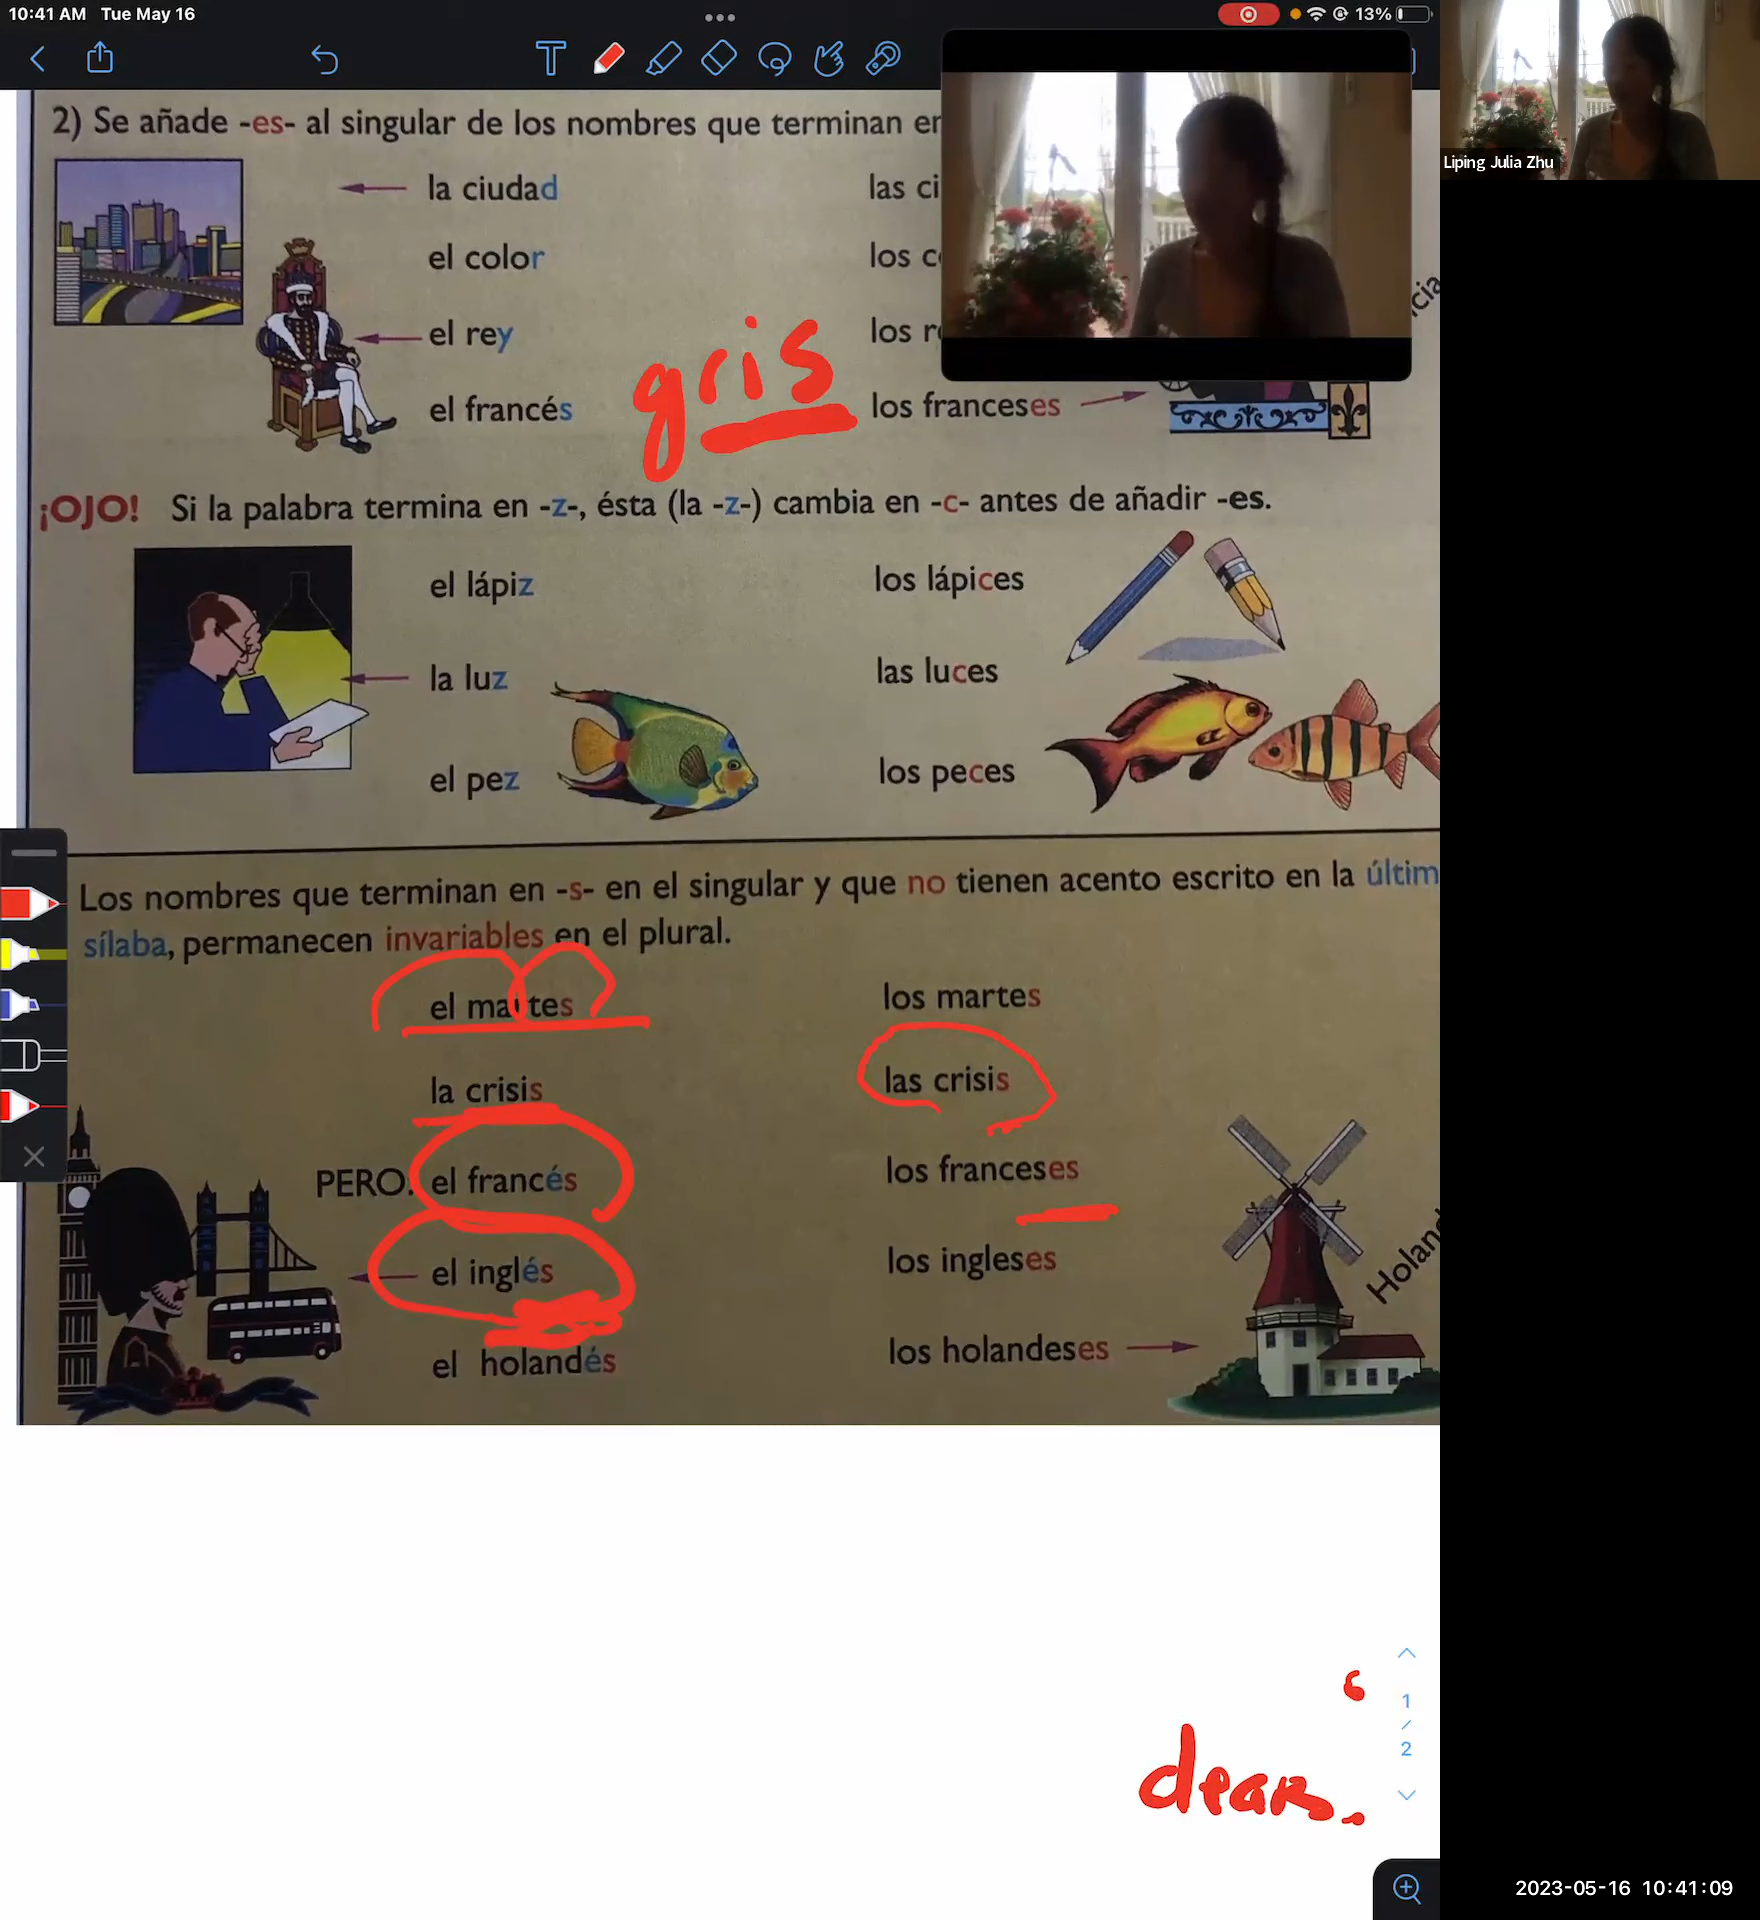 10:41 AM Tue May 16
13%
Liping Julia Zhu
2) Se añade -es- al singular de los nombres que terminan en
la ciudad
las ci
el color
los c
el rey
los r
gris
el francés
los franceses
¡OJO! Si la palabra termina en -z-, ésta (la -z-) cambia en -c- antes de añadir -es.
el lápiz
los lápices
la luz
las luces
el pez
los peces
Los nombres que terminan en -s- en el singular y que no tienen acento escrito en la últim
sílaba, permanecen invariables en el plural.
el martes
los martes
la crisis
las crisis
PERO: el francés
los franceses
el inglés
los ingleses
Holan
el holandés
los holandeses
1
/
2
2023-05-16 10:41:09